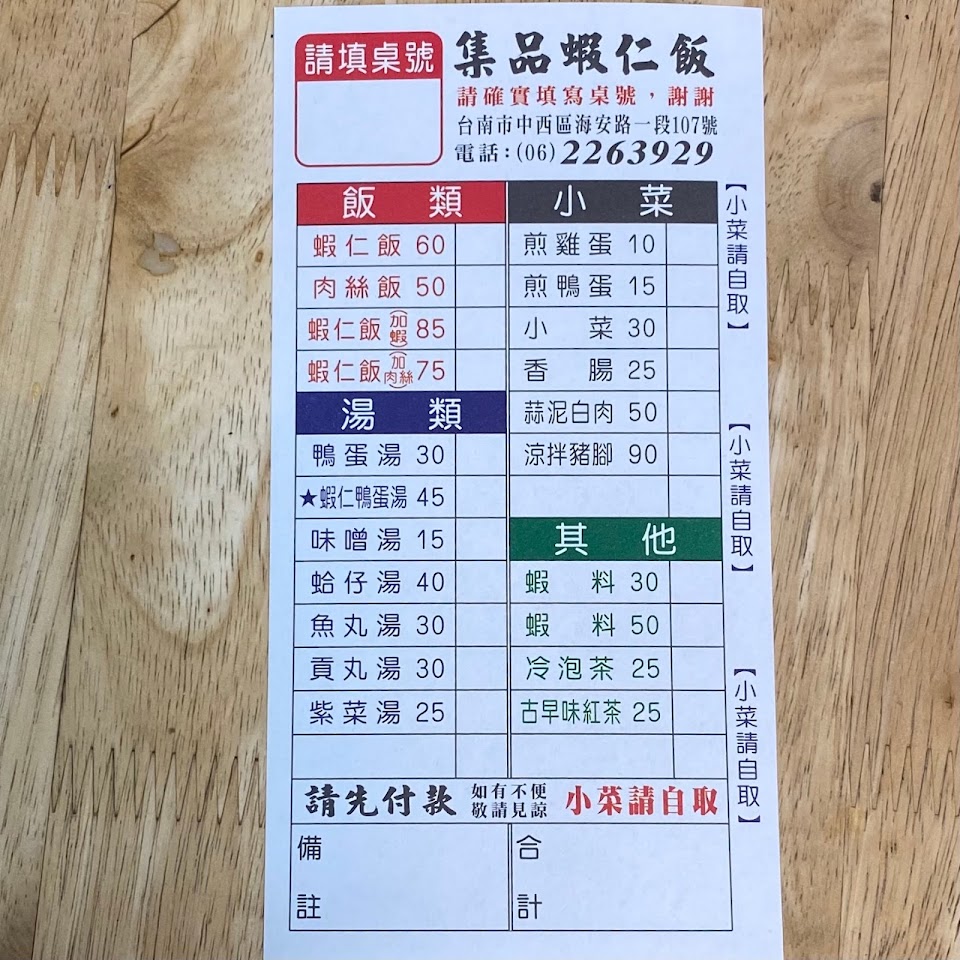 請填桌號
集品蝦仁飯
請確實填寫桌號，謝謝
台南市中西區海安路一段107號
電話：(06)2263929
飯類
蝦仁飯 60
肉絲飯 50
蝦仁飯(加蝦) 85
蝦仁飯(加肉絲) 75
湯類
鴨蛋湯 30
★蝦仁鴨蛋湯 45
味噌湯 15
蛤仔湯 40
魚丸湯 30
貢丸湯 30
紫菜湯 25
小菜
煎雞蛋 10
煎鴨蛋 15
小菜 30
香腸 25
蒜泥白肉 50
涼拌豬腳 90
其他
蝦料 30
蝦料 50
冷泡茶 25
古早味紅茶 25
【小菜請自取】
【小菜請自取】
【小菜請自取】
請先付款
如有不便
敬請見諒
小菜請自取
備註
合計